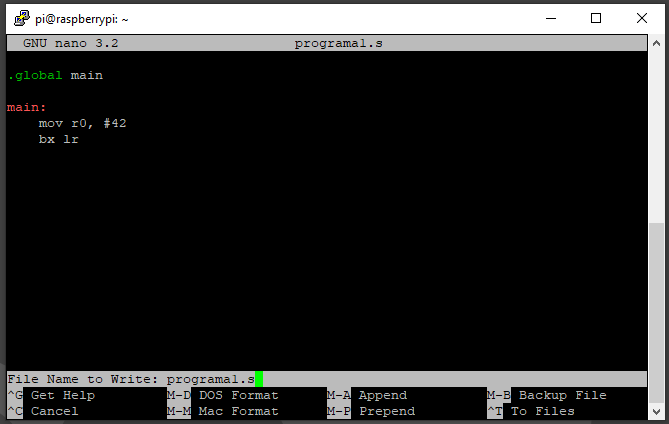 pi@raspberrypi: ~
GNU nano 3.2 programa1.s
.global main
main:
mov r0, #42
bx lr
File Name to Write: programa1.s
^G Get Help M-D DOS Format M-A Append M-B Backup File
^C Cancel M-M Mac Format M-P Prepend ^T To Files